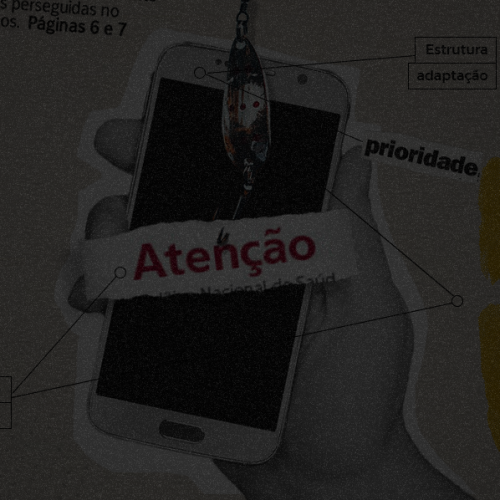 s perseguidas no
os. Páginas 6 e 7
Estrutura
adaptação
prioridade.
Atenção
Nacional de Saúd